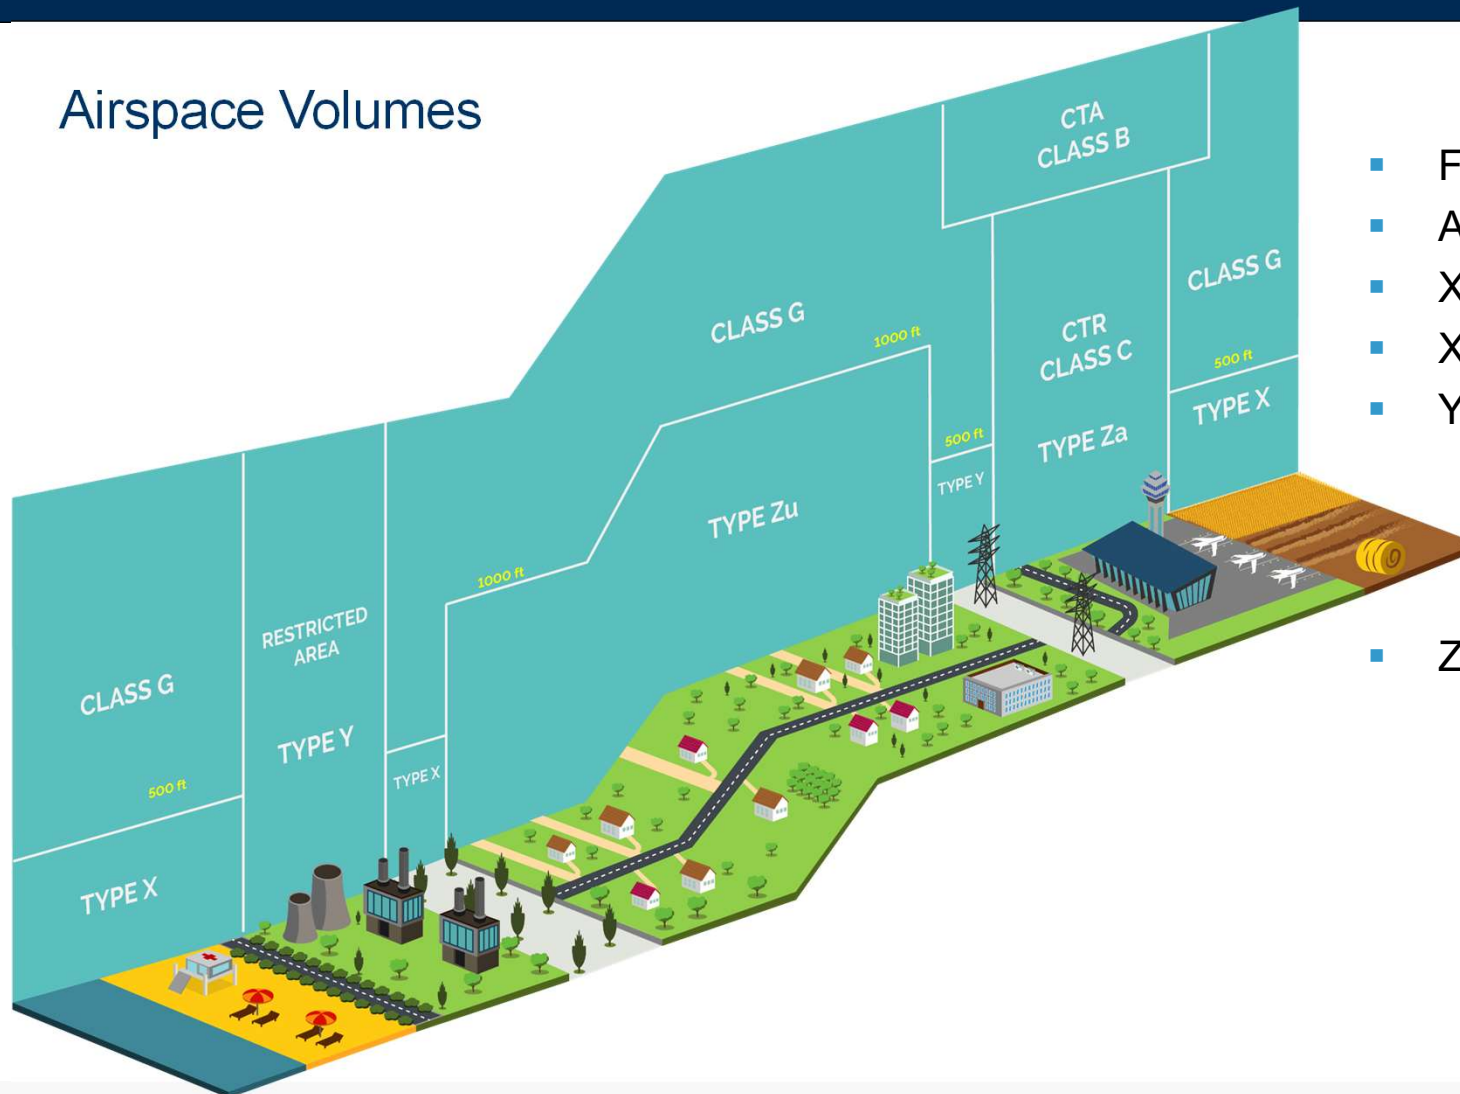 Airspace Volumes
CTA
CLASS B
CLASS G
CLASS G
1000 ft
CTR
CLASS C
500 ft
TYPE X
500 ft
TYPE Y
TYPE Za
TYPE Zu
1000 ft
RESTRICTED
AREA
CLASS G
TYPE Y
TYPE X
500 ft
TYPE X
F
A
X
X
Y
Z